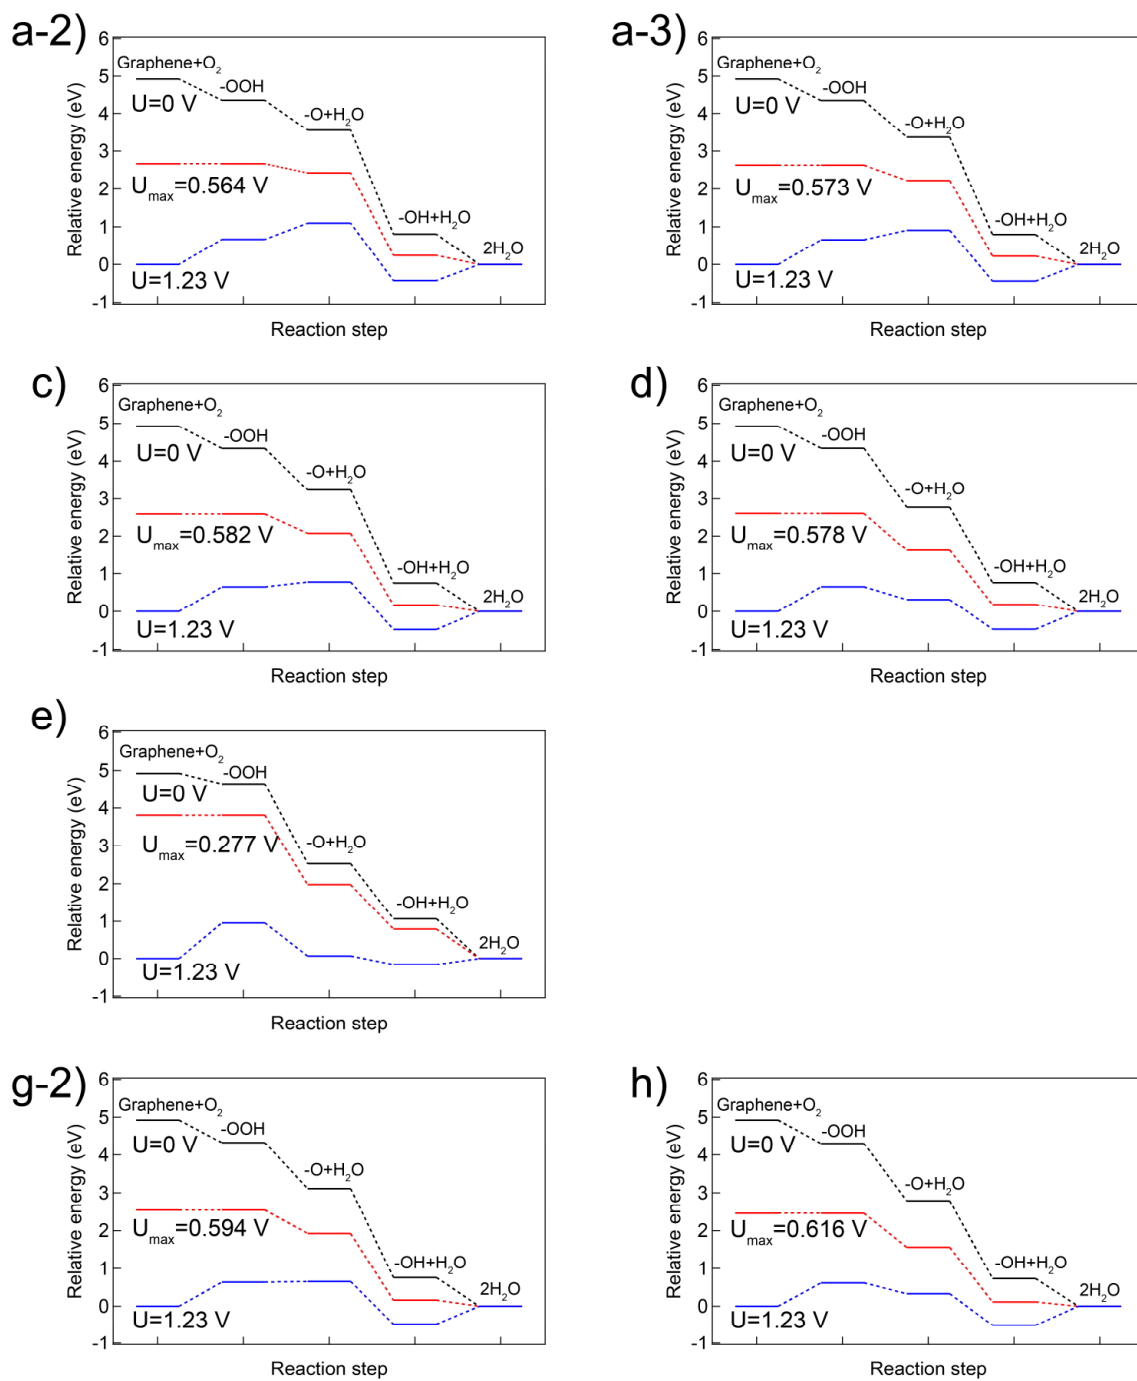 a-2)
6
5
4
3
2
1
0
-1
Relative energy (eV)
Graphene+O₂
U=0 V
-OOH
-O+H₂O
Uₘₐₓ=0.564 V
-OH+H₂O
2H₂O
U=1.23 V
Reaction step
a-3)
6
5
4
3
2
1
0
-1
Relative energy (eV)
Graphene+O₂
U=0 V
-OOH
-O+H₂O
Uₘₐₓ=0.573 V
-OH+H₂O
2H₂O
U=1.23 V
Reaction step
c)
6
5
4
3
2
1
0
-1
Relative energy (eV)
Graphene+O₂
-OOH
U=0 V
-O+H₂O
Uₘₐₓ=0.582 V
-OH+H₂O
2H₂O
U=1.23 V
Reaction step
d)
6
5
4
3
2
1
0
-1
Relative energy (eV)
Graphene+O₂
-OOH
U=0 V
-O+H₂O
Uₘₐₓ=0.578 V
-OH+H₂O
2H₂O
U=1.23 V
Reaction step
e)
6
5
4
3
2
1
0
-1
Relative energy (eV)
Graphene+O₂
-OOH
U=0 V
Uₘₐₓ=0.277 V
-O+H₂O
-OH+H₂O
2H₂O
U=1.23 V
Reaction step
g-2)
6
5
4
3
2
1
0
-1
Relative energy (eV)
Graphene+O₂
-OOH
U=0 V
-O+H₂O
Uₘₐₓ=0.594 V
-OH+H₂O
2H₂O
U=1.23 V
Reaction step
h)
6
5
4
3
2
1
0
-1
Relative energy (eV)
Graphene+O₂
-OOH
U=0 V
-O+H₂O
Uₘₐₓ=0.616 V
-OH+H₂O
2H₂O
U=1.23 V
Reaction step